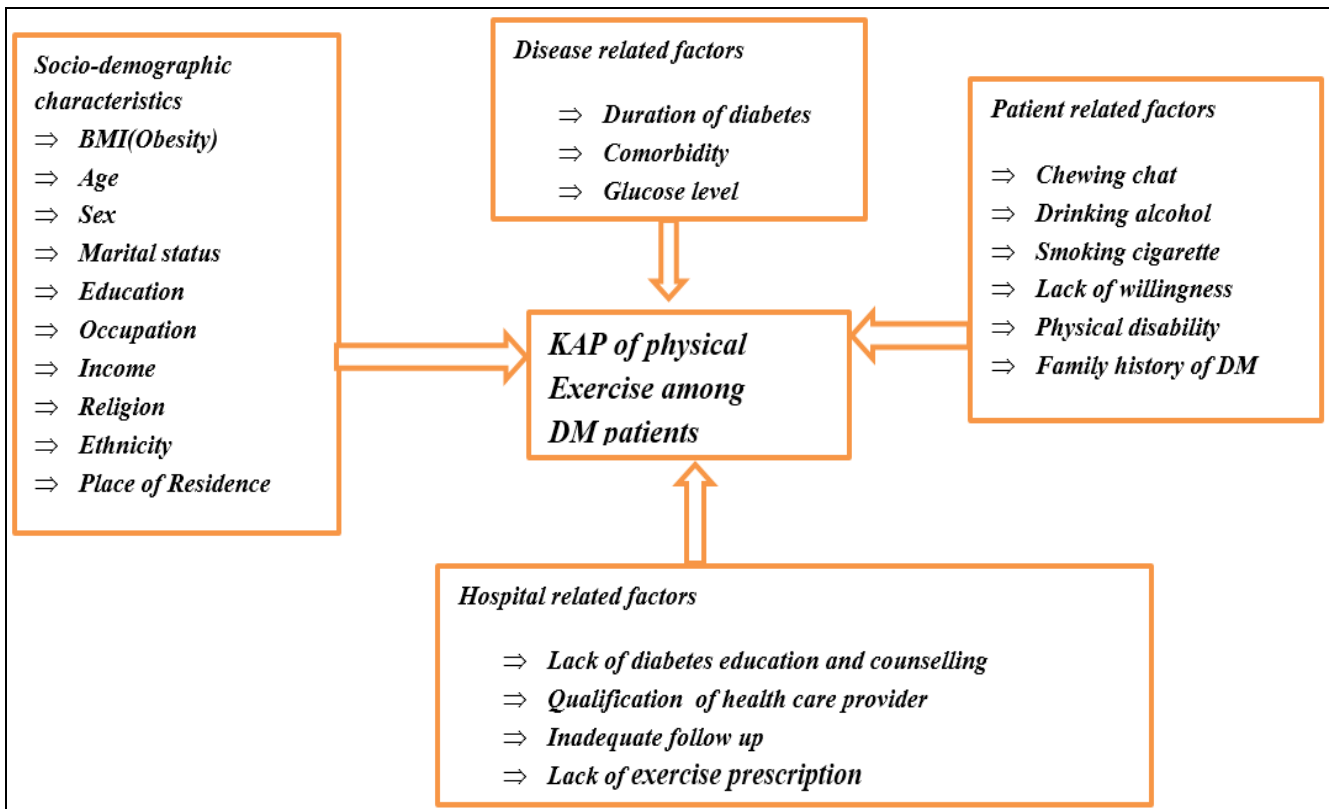 Socio-demographic
characteristics
⇒ BMI(Obesity)
⇒ Age
⇒ Sex
⇒ Marital status
⇒ Education
⇒ Occupation
⇒ Income
⇒ Religion
⇒ Ethnicity
⇒ Place of Residence
Disease related factors
⇒ Duration of diabetes
⇒ Comorbidity
⇒ Glucose level
Patient related factors
⇒ Chewing chat
⇒ Drinking alcohol
⇒ Smoking cigarette
⇒ Lack of willingness
⇒ Physical disability
⇒ Family history of DM
KAP of physical
Exercise among
DM patients
Hospital related factors
⇒ Lack of diabetes education and counselling
⇒ Qualification of health care provider
⇒ Inadequate follow up
⇒ Lack of exercise prescription